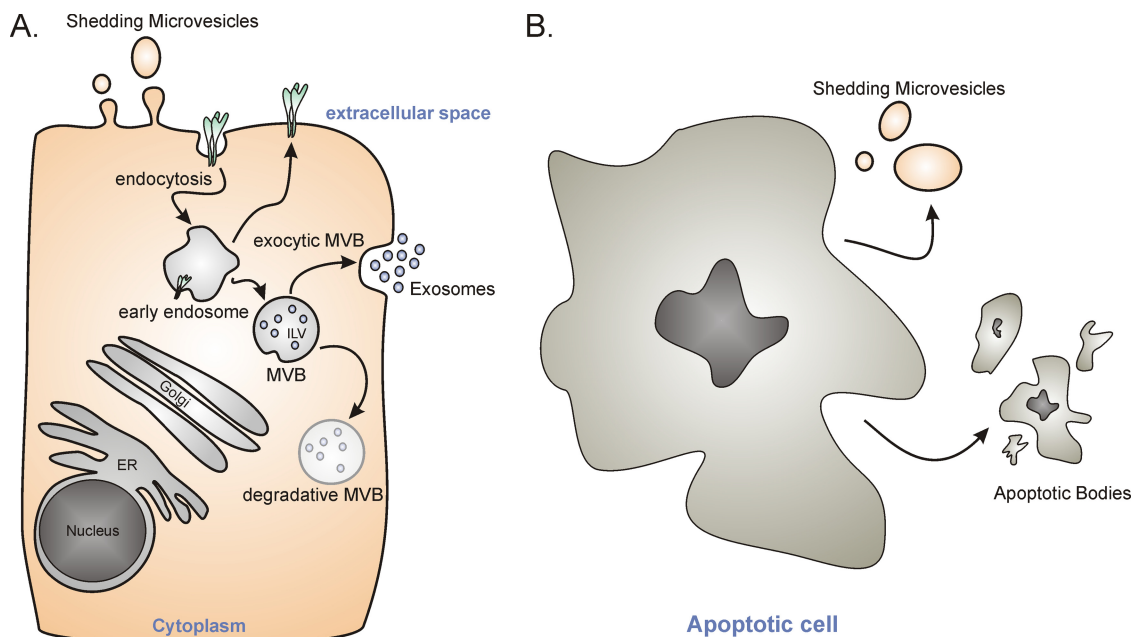 A.
Shedding Microvesicles
extracellular space
endocytosis
exocytic MVB
Exosomes
early endosome
ILV
MVB
Golgi
ER
degradative MVB
Nucleus
Cytoplasm
B.
Shedding Microvesicles
Apoptotic Bodies
Apoptotic cell